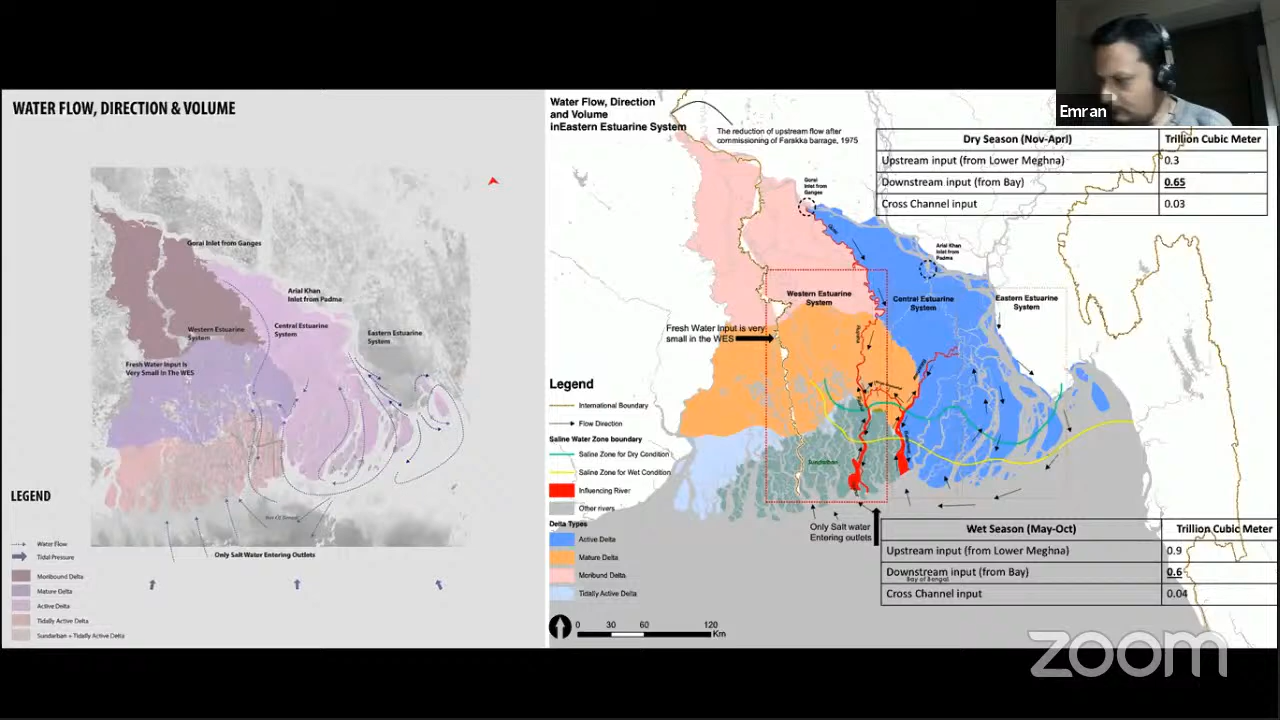 Emran
WATER FLOW, DIRECTION & VOLUME
Gorai Inlet from Ganges
Arial Khan
Inlet from Padma
Western Estuarine
System
Central Estuarine
System
Eastern Estuarine
System
Fresh Water Input Is
Very Small In The WES
Bay Of Bengal
Only Salt Water Entering Outlets
LEGEND
Water Flow
Tidal Pressure
Moribound Delta
Mature Delta
Active Delta
Tidally Active Delta
Sundarban + Tidally Active Delta
Water Flow, Direction
and Volume
inEastern Estuarine System
The reduction of upstream flow after
commissioning of Farakka barrage, 1975
Dry Season (Nov-Aprl) Trillion Cubic Meter
Upstream input (from Lower Meghna) 0.3
Downstream input (from Bay) 0.65
Cross Channel input 0.03
Gorai
Inlet from
Ganges
Arial Khan
Inlet from
Padma
Western Estuarine
System
Central Estuarine
System
Eastern Estuarine
System
Fresh Water Input is very
small in the WES
Sundarban
Only Salt water
Entering outlets
Legend
International Boundary
Flow Direction
Saline Water Zone boundary
Saline Zone for Dry Condition
Saline Zone for Wet Condition
Influencing River
Other rivers
Delta Types
Active Delta
Mature Delta
Moribund Delta
Tidally Active Delta
0 30 60 120
Km
Wet Season (May-Oct) Trillion Cubic Meter
Upstream input (from Lower Meghna) 0.9
Downstream input (from Bay) 0.6
Bay of Bengal
Cross Channel input 0.04
zoom